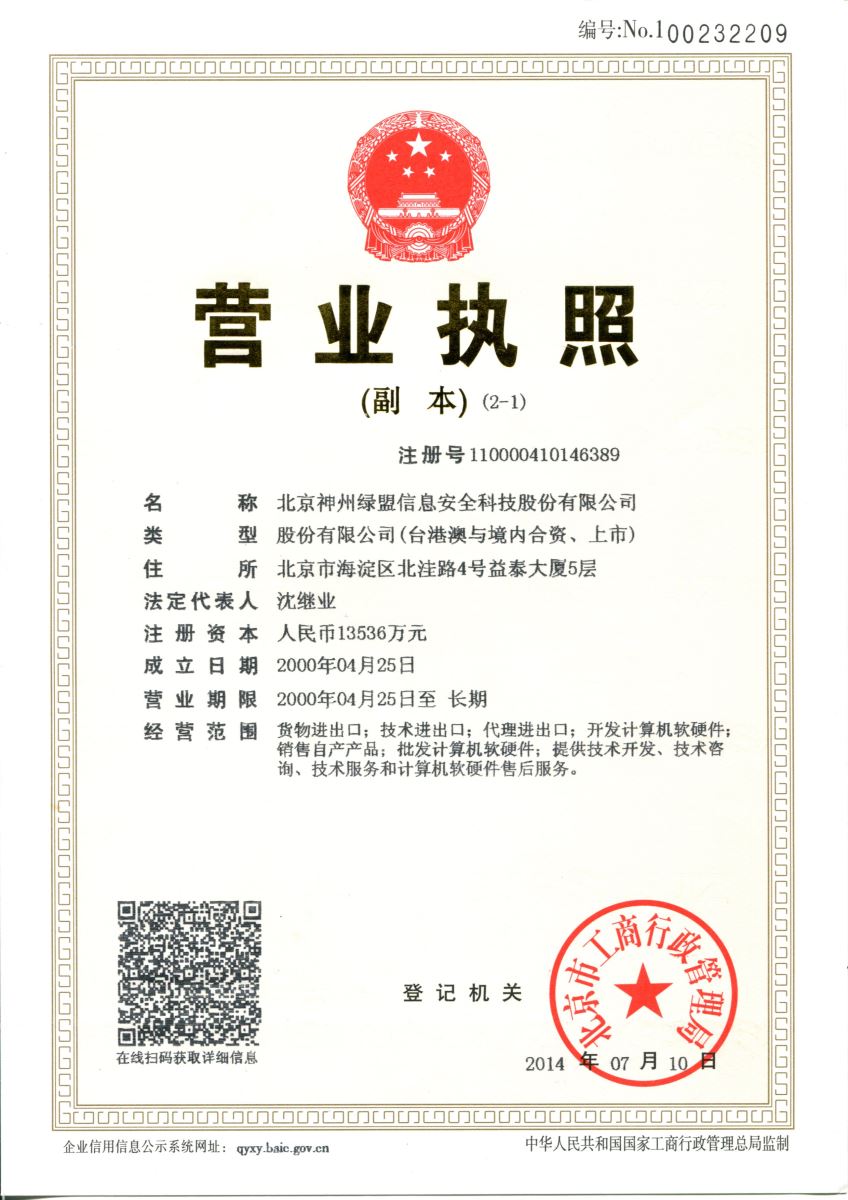 编号:No.100232209
营业执照
(副 本) (2-1)
注册号110000410146389
名 称 北京神州绿盟信息安全科技股份有限公司
类 型 股份有限公司(台港澳与境内合资、上市)
住 所 北京市海淀区北洼路4号益泰大厦5层
法定代表人 沈继业
注册资本 人民币13536万元
成立日期 2000年04月25日
营业期限 2000年04月25日至 长期
经营范围 货物进出口；技术进出口；代理进出口；开发计算机软硬件；
销售自产产品；批发计算机软硬件；提供技术开发、技术咨
询、技术服务和计算机软硬件售后服务。
北京市工商行政管理局
登记机关
在线扫码获取详细信息
2014 年 07 月 10 日
企业信用信息公示系统网址： qyxy.baic.gov.cn
中华人民共和国国家工商行政管理总局监制